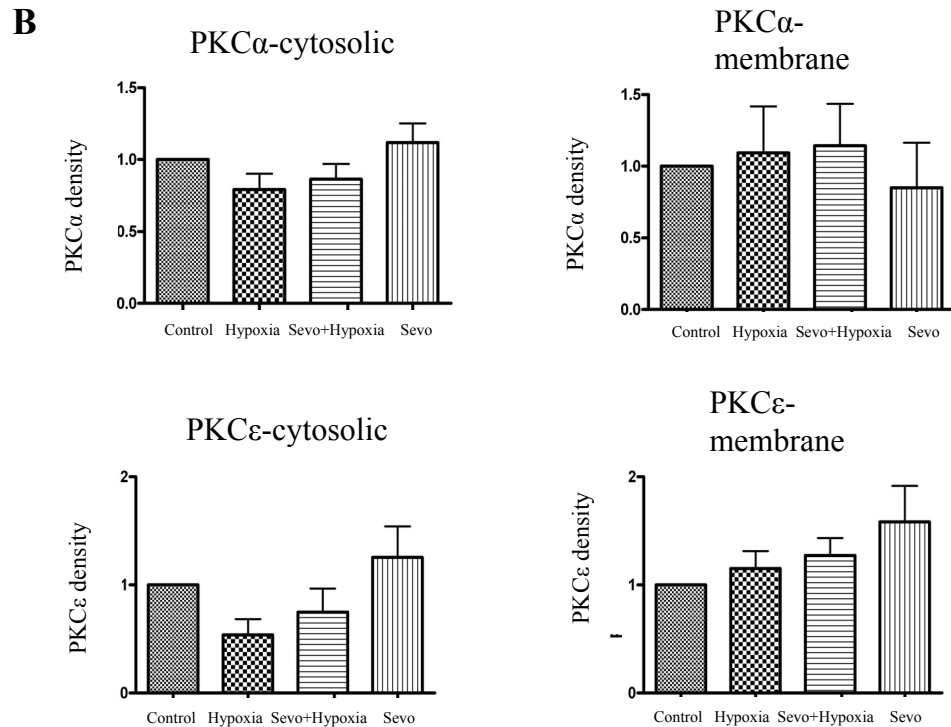 B
PKCα-cytosolic
PKCα density
1.5
1.0
0.5
0.0
Control Hypoxia Sevo+Hypoxia Sevo
PKCα-
membrane
PKCα density
1.5
1.0
0.5
0.0
Control Hypoxia Sevo+Hypoxia Sevo
PKCε-cytosolic
PKCε density
2
1
0
Control Hypoxia Sevo+Hypoxia Sevo
PKCε-
membrane
PKCε density
2
1
0
Control Hypoxia Sevo+Hypoxia Sevo